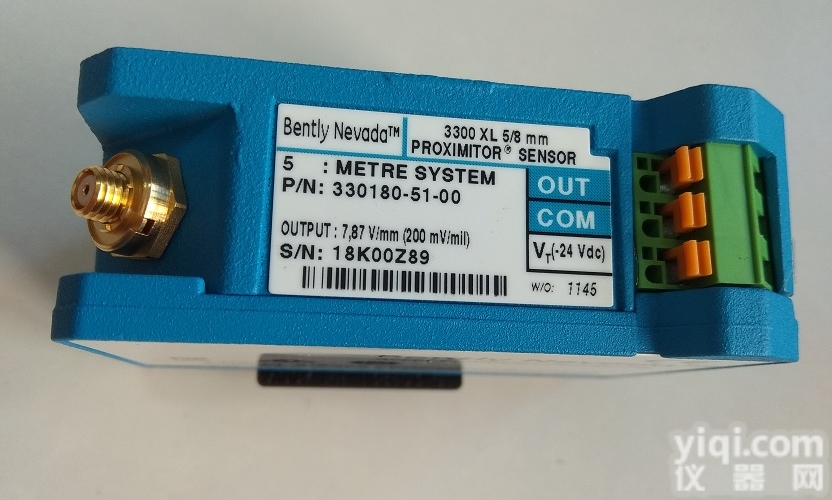 Bently Nevada™
3300 XL 5/8 mm
PROXIMITOR® SENSOR
5 : METRE SYSTEM
P/N: 330180-51-00
OUTPUT : 7,87 V/mm (200 mV/mil)
S/N: 18K00Z89
OUT
COM
VT(-24 Vdc)
W/O: 1145
yiqi.com
仪器网